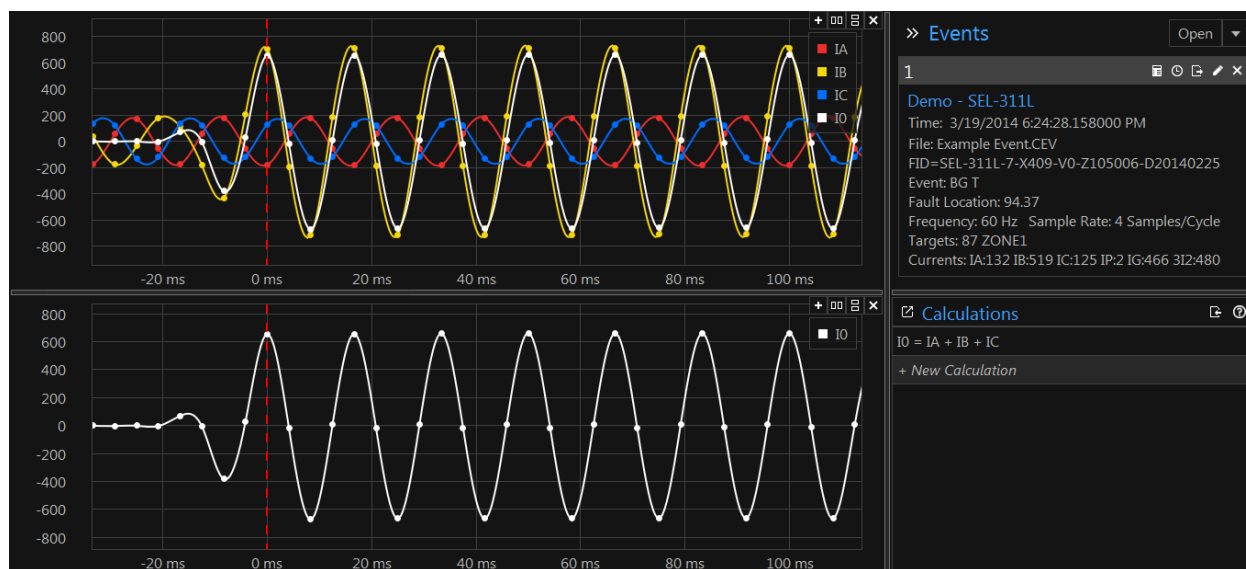 800
600
400
200
0
-200
-400
-600
-800
-20 ms
0 ms
20 ms
40 ms
60 ms
80 ms
100 ms
IA
IB
IC
I0
800
600
400
200
0
-200
-400
-600
-800
-20 ms
0 ms
20 ms
40 ms
60 ms
80 ms
100 ms
I0
» Events
Open
1
Demo - SEL-311L
Time: 3/19/2014 6:24:28.158000 PM
File: Example Event.CEV
FID=SEL-311L-7-X409-V0-Z105006-D20140225
Event: BG T
Fault Location: 94.37
Frequency: 60 Hz Sample Rate: 4 Samples/Cycle
Targets: 87 ZONE1
Currents: IA:132 IB:519 IC:125 IP:2 IG:466 3I2:480
Calculations
I0 = IA + IB + IC
+ New Calculation